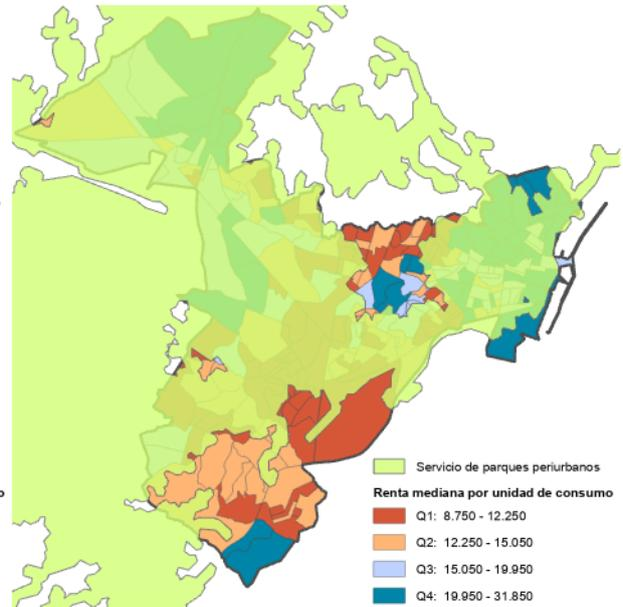 Servicio de parques periurbanos
Renta mediana por unidad de consumo
Q1: 8.750 - 12.250
Q2: 12.250 - 15.050
Q3: 15.050 - 19.950
Q4: 19.950 - 31.850